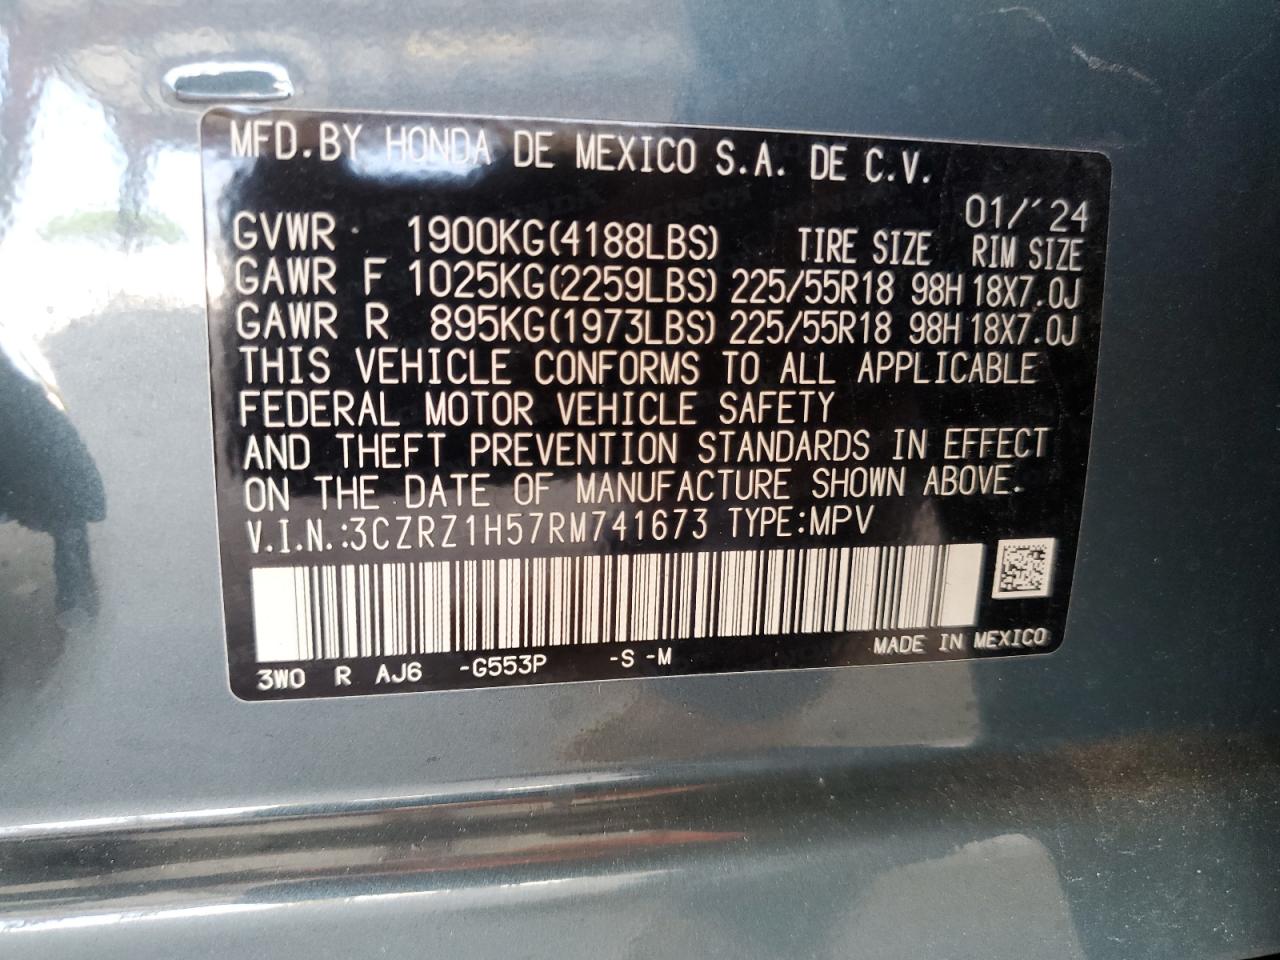 MFD.BY HONDA DE MEXICO S.A. DE C.V.
01/'24
GVWR 1900KG(4188LBS) TIRE SIZE RIM SIZE
GAWR F 1025KG(2259LBS) 225/55R18 98H 18X7.0J
GAWR R 895KG(1973LBS) 225/55R18 98H 18X7.0J
THIS VEHICLE CONFORMS TO ALL APPLICABLE
FEDERAL MOTOR VEHICLE SAFETY
AND THEFT PREVENTION STANDARDS IN EFFECT
ON THE DATE OF MANUFACTURE SHOWN ABOVE.
V.I.N.:3CZRZ1H57RM741673 TYPE:MPV
MADE IN MEXICO
3WO R AJ6 -G553P -S -M